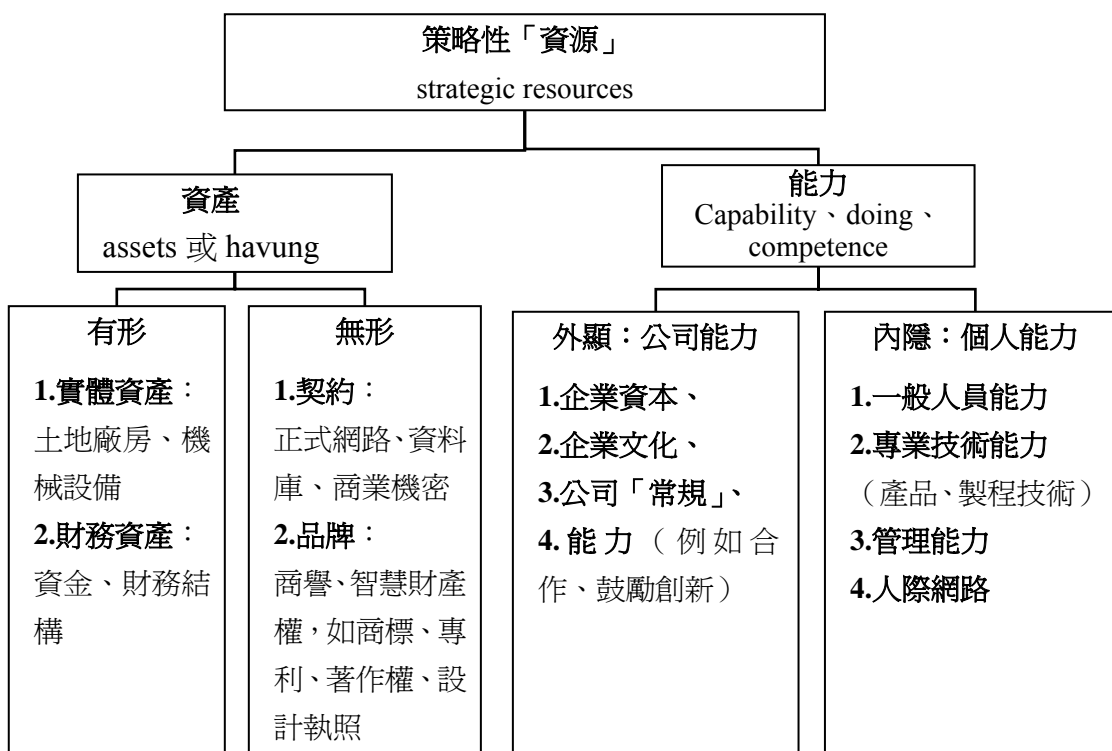 策略性「資源」
strategic resources
資產
assets 或 havung
能力
Capability、doing、
competence
有形
1.實體資產：
土地廠房、機
械設備
2.財務資產：
資金、財務結
構
無形
1.契約：
正式網路、資料
庫、商業機密
2.品牌：
商譽、智慧財產
權，如商標、專
利、著作權、設
計執照
外顯：公司能力
1.企業資本、
2.企業文化、
3.公司「常規」、
4.能力（例如合
作、鼓勵創新）
內隱：個人能力
1.一般人員能力
2.專業技術能力
（產品、製程技術）
3.管理能力
4.人際網路